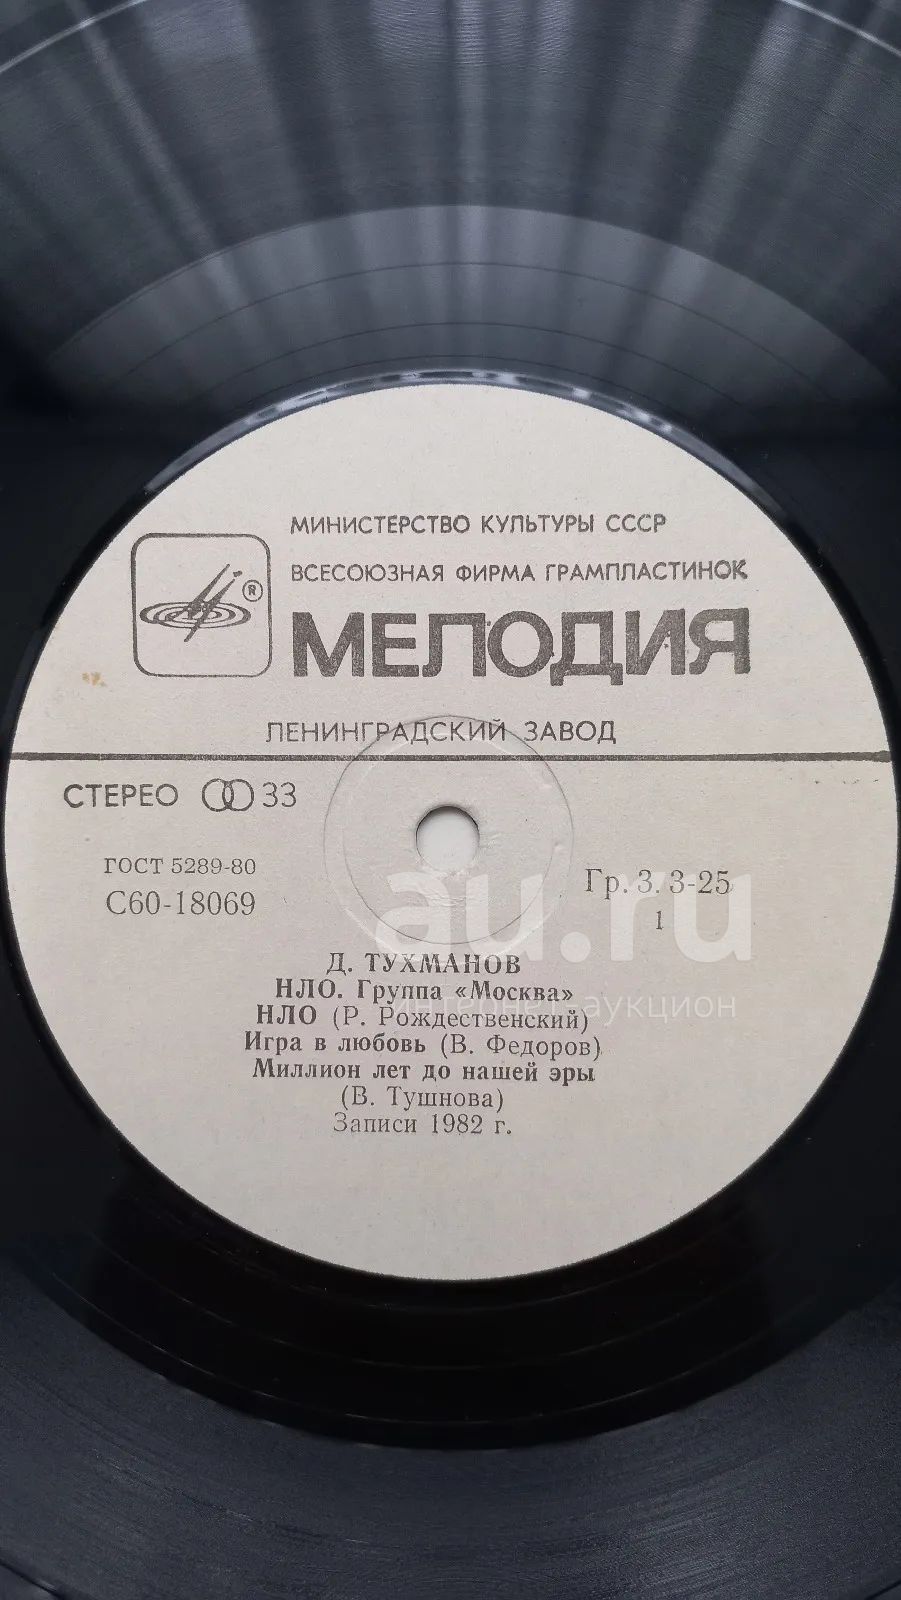 МИНИСТЕРСТВО КУЛЬТУРЫ СССР
ВСЕСОЮЗНАЯ ФИРМА ГРАМПЛАСТИНОК
®
МЕЛОДИЯ
ЛЕНИНГРАДСКИЙ ЗАВОД
СТЕРЕО 33
ГОСТ 5289-80
С60-18069
Гр. 3. 3-25
1
au.ru
интернет-аукцион
Д. ТУХМАНОВ
НЛО. Группа «Москва»
НЛО (Р. Рождественский)
Игра в любовь (В. Федоров)
Миллион лет до нашей эры
(В. Тушнова)
Записи 1982 г.